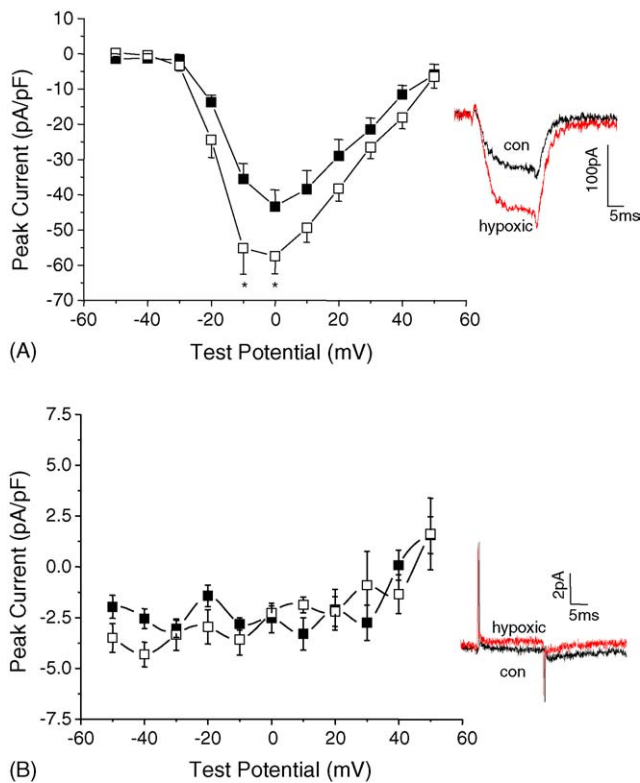 10
0
-10
-20
-30
-40
-50
-60
-70
Peak Current (pA/pF)
* *
-60 -40 -20 0 20 40 60
(A)
Test Potential (mV)
con
hypoxic
100pA
5ms
7.5
5.0
2.5
0.0
-2.5
-5.0
-7.5
Peak Current (pA/pF)
-60 -40 -20 0 20 40 60
(B)
Test Potential (mV)
2pA
5ms
hypoxic
con